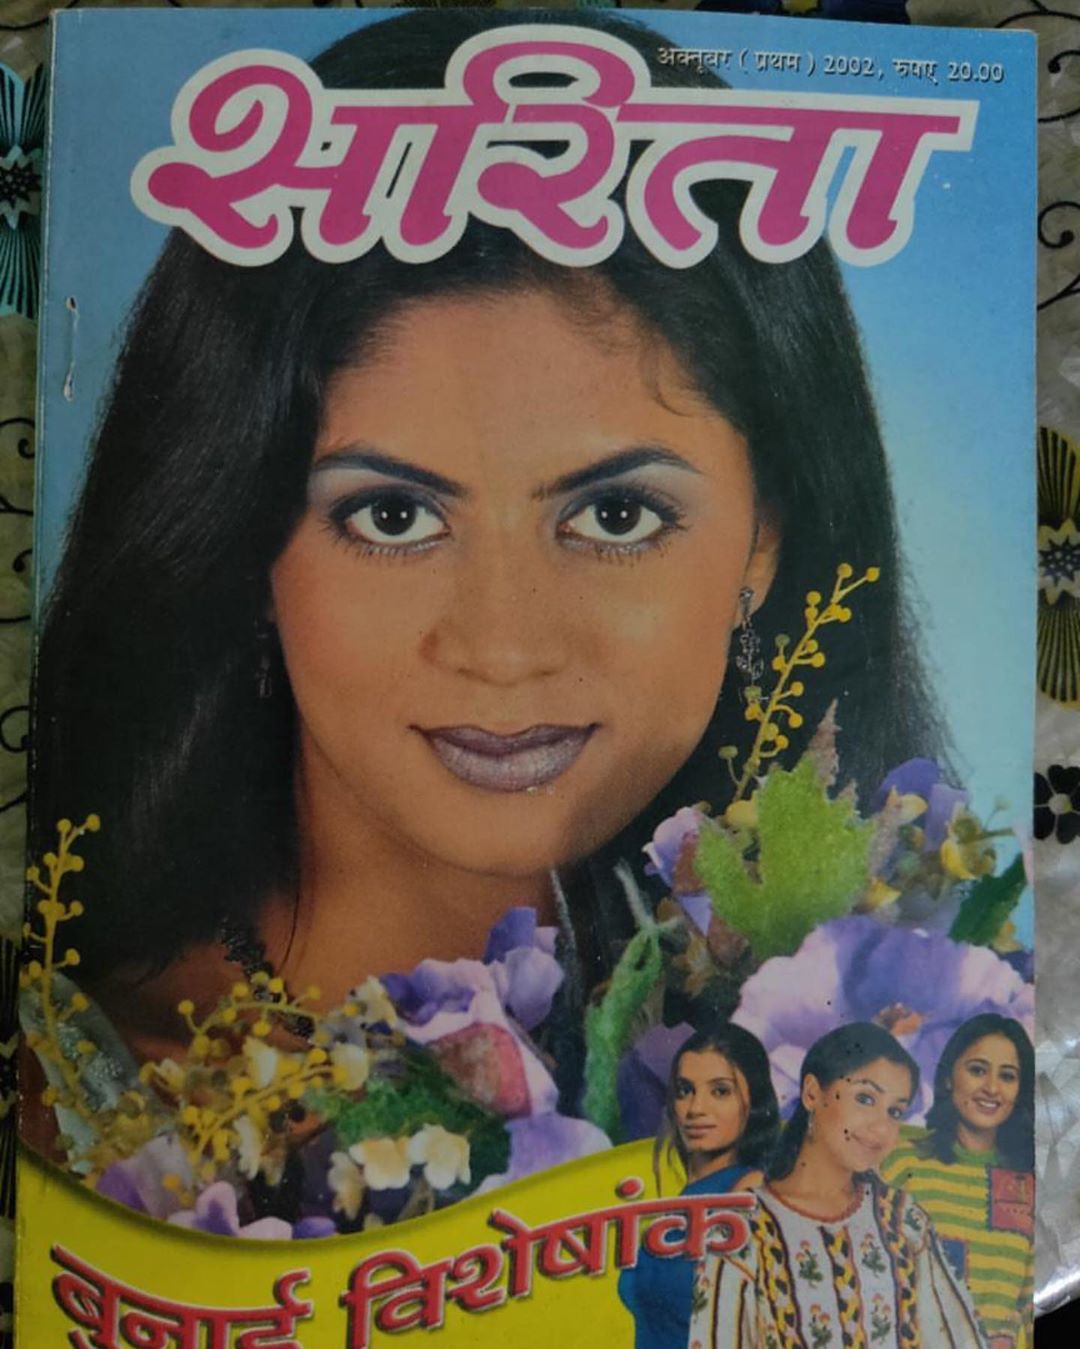 अक्तूबर ( प्रथम ) 2002, रुपए 20.00
सरिता
बुनाई विशेषांक